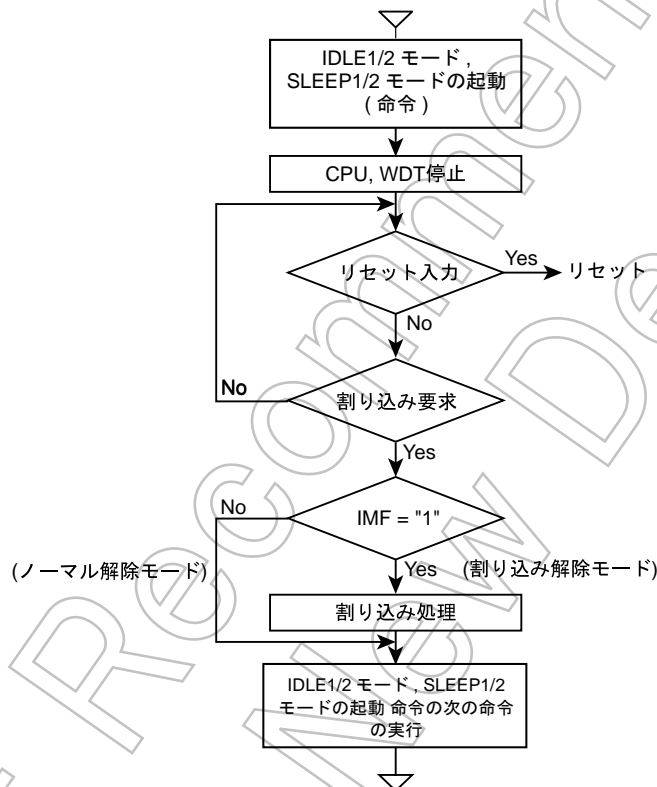 IDLE1/2 モード ,
SLEEP1/2 モードの起動
( 命令 )
CPU, WDT停止
リセット入力
Yes
リセット
No
No
割り込み要求
Yes
No
IMF = "1"
(ノーマル解除モード)
Yes
(割り込み解除モード)
割り込み処理
IDLE1/2 モード , SLEEP1/2
モードの起動 命令の次の命令
の実行
Recommen
New De